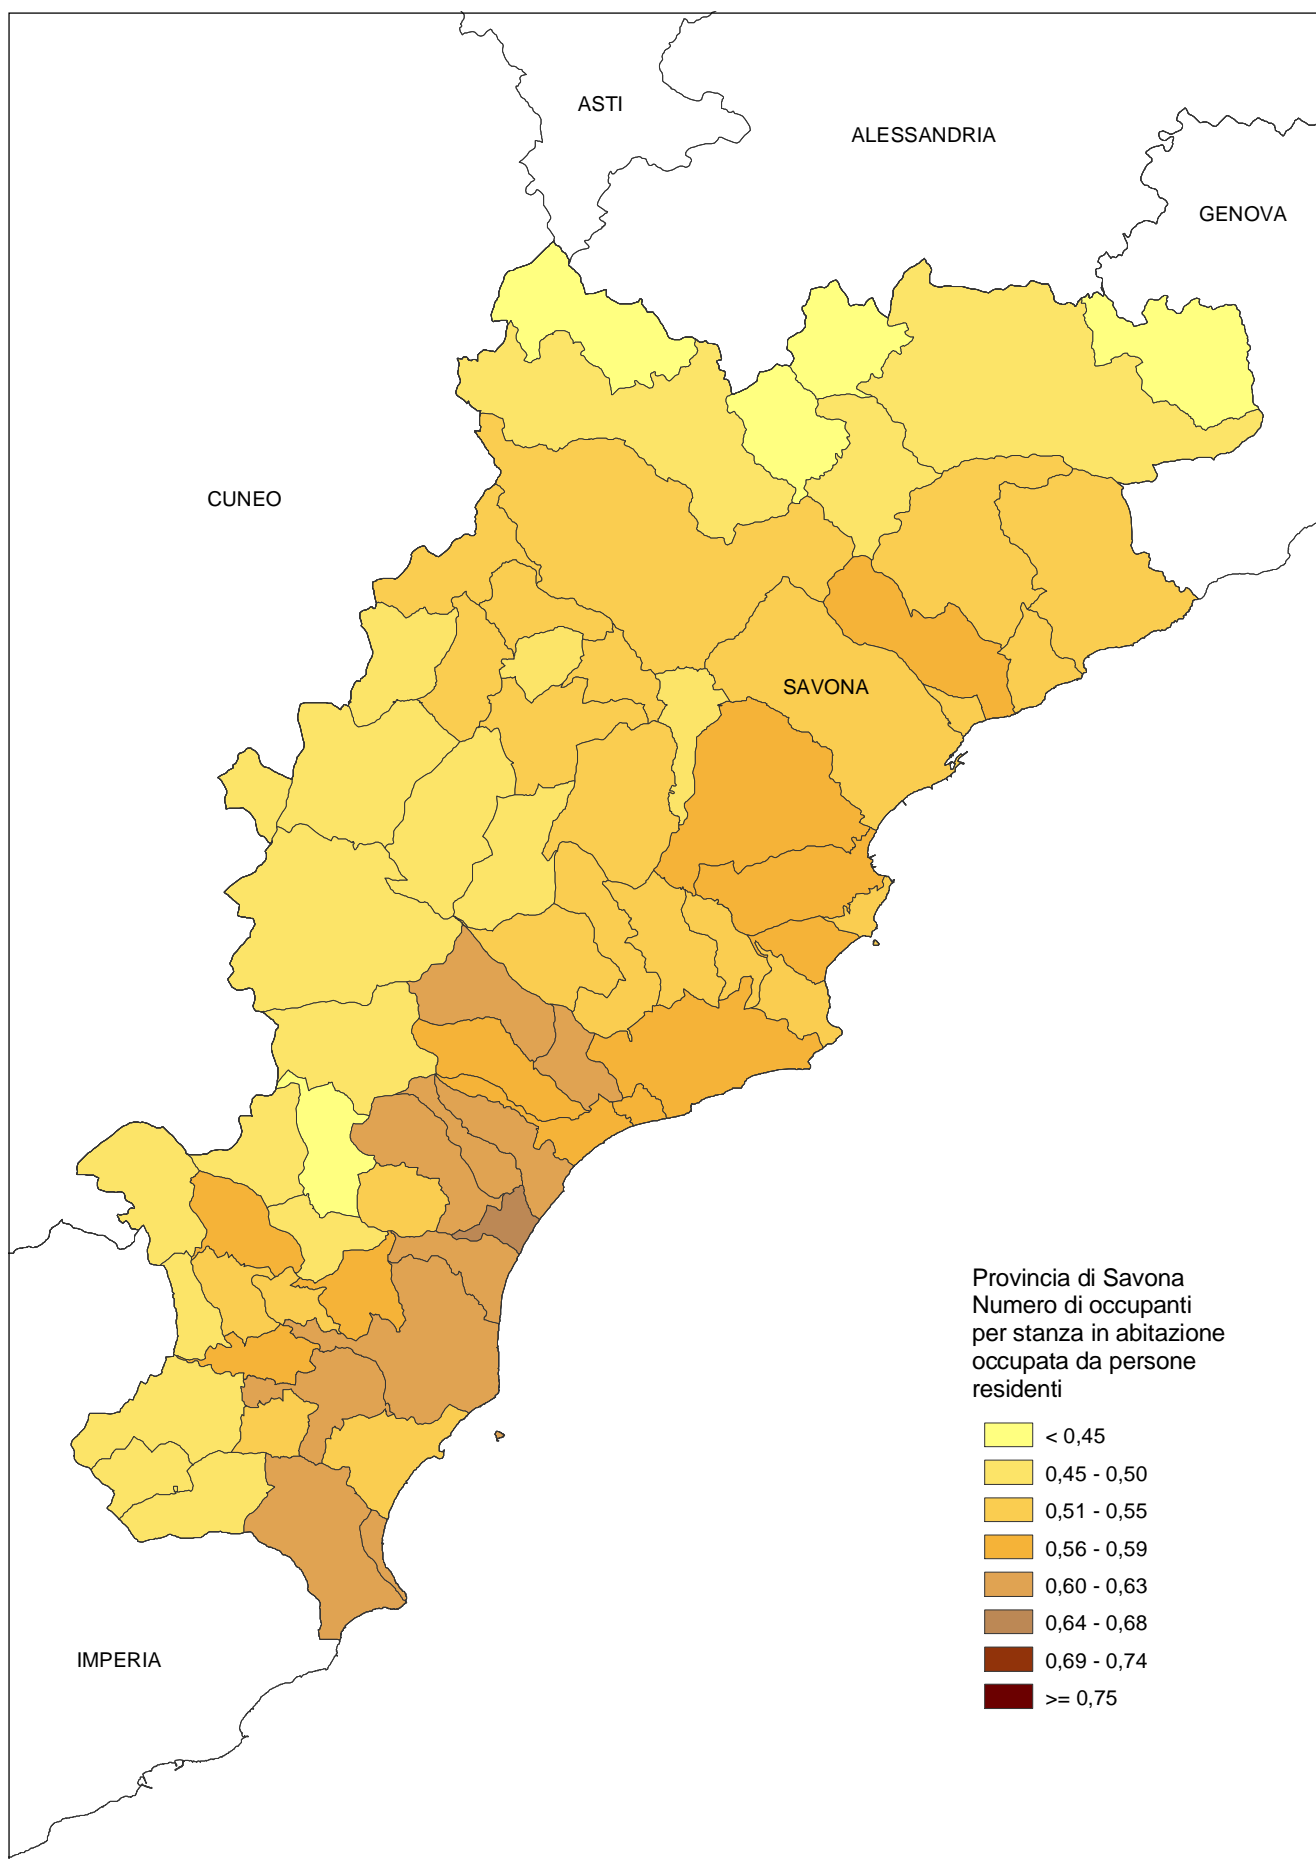 ASTI
ALESSANDRIA
GENOVA
CUNEO
SAVONA
Provincia di Savona
Numero di occupanti
per stanza in abitazione
occupata da persone
residenti
< 0,45
0,45 - 0,50
0,51 - 0,55
0,56 - 0,59
0,60 - 0,63
0,64 - 0,68
0,69 - 0,74
>= 0,75
IMPERIA